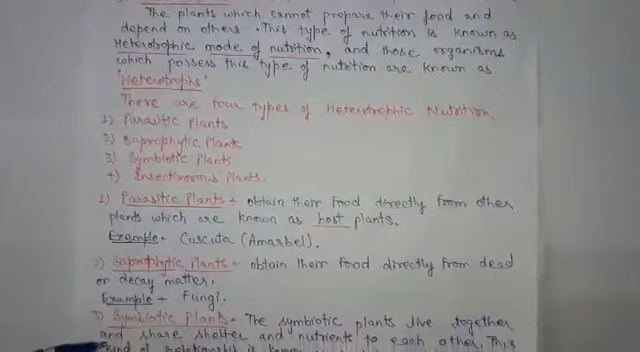 The plants which cannot prepare their food and
depend on others. This type of nutrition is known as
Heterotrophic mode of nutrition, and those organisms
which possess this type of nutrition are known as
'Heterotrophs'
There are four types of Heterotrophic Nutrition.
1) Parasitic Plants
2) Saprophytic Plants
3) Symbiotic Plants
4) Insectivorous Plants.
1) Parasitic Plants → obtain their food directly from other
plants which are known as host plants.
Example. Cuscuta (Amarbel).
2) Saprophytic Plants - obtain their food directly from dead
or decay matter.
Example → Fungi.
3) Symbiotic Plant. The symbiotic plants live together
and share shelter and nutrients to each other. This
kind of relationship is